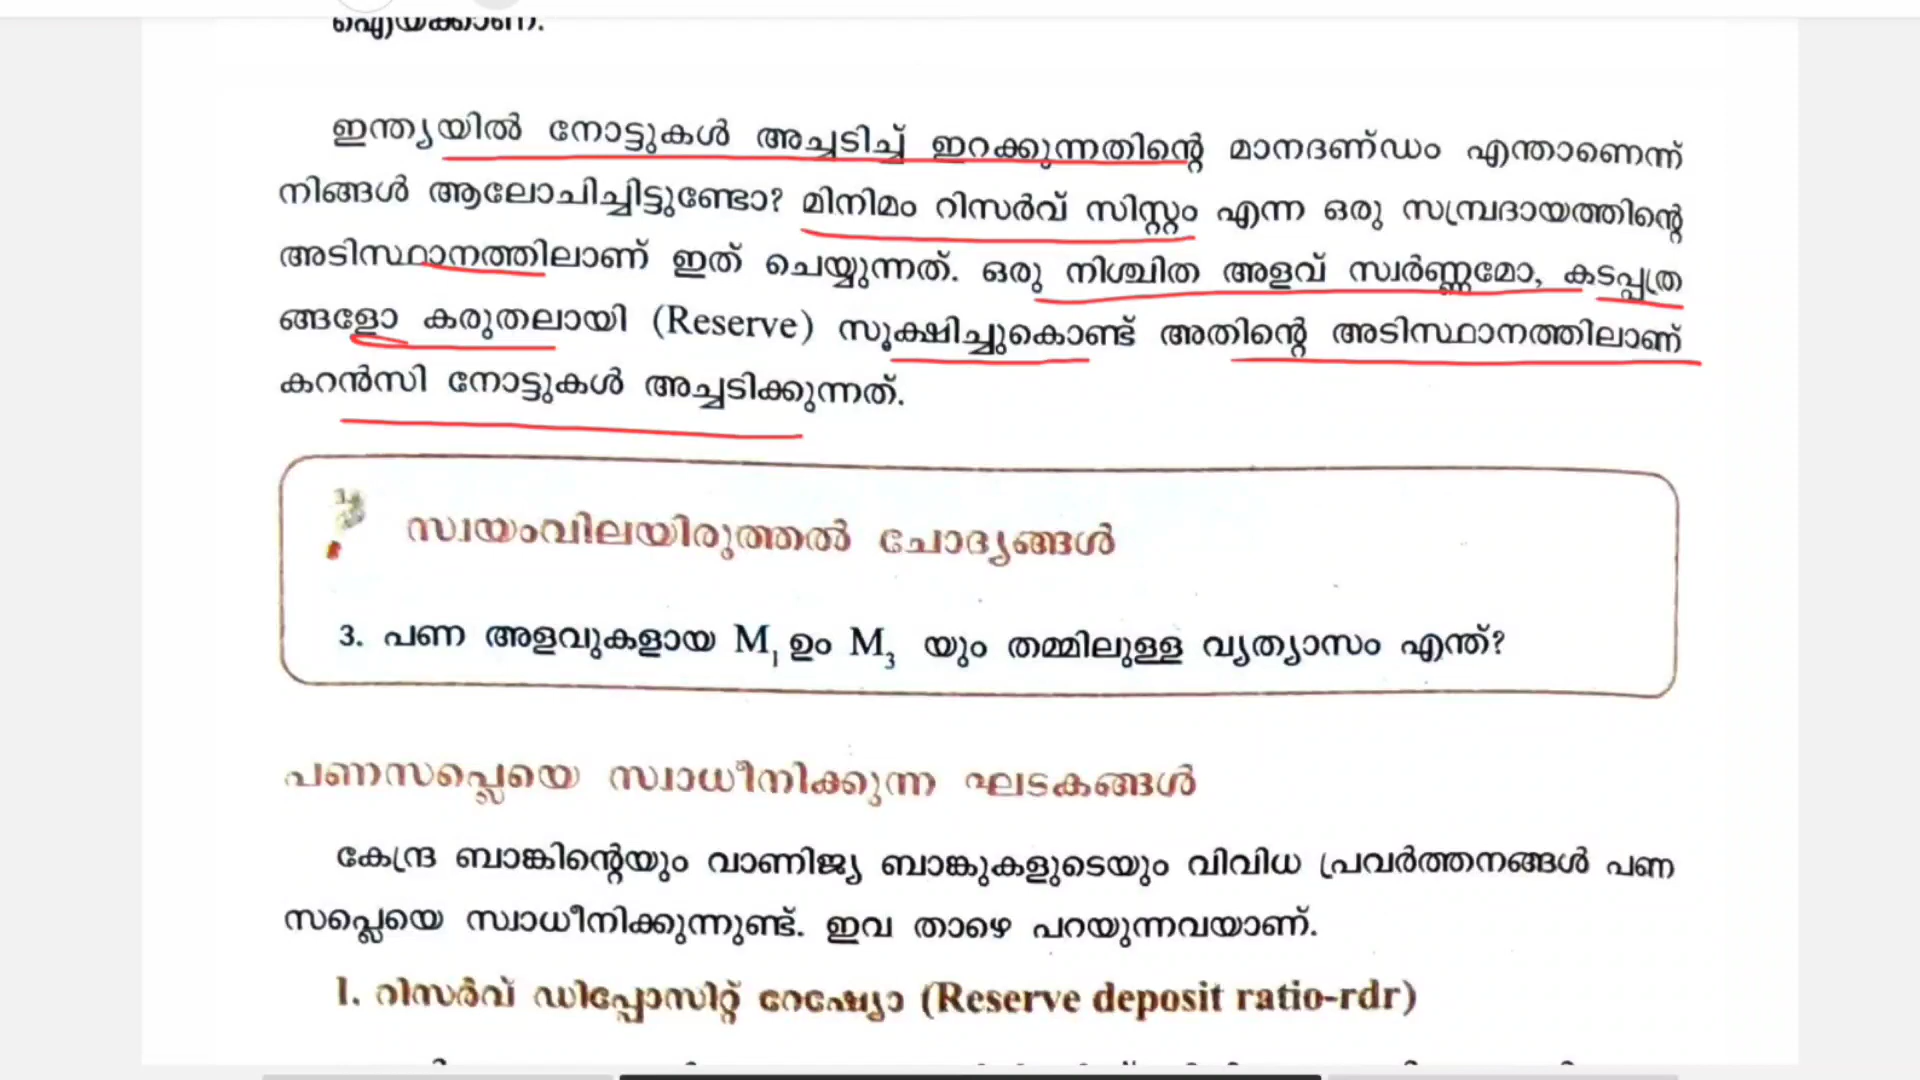 ഇന്ത്യയിൽ നോട്ടുകൾ അച്ചടിച്ച് ഇറക്കുന്നതിന്റെ മാനദണ്ഡം എന്താണെന്ന്
നിങ്ങൾ ആലോചിച്ചിട്ടുണ്ടോ? മിനിമം റിസർവ് സിസ്റ്റം എന്ന ഒരു സമ്പ്രദായത്തിന്റെ
അടിസ്ഥാനത്തിലാണ് ഇത് ചെയ്യുന്നത്. ഒരു നിശ്ചിത അളവ് സ്വർണ്ണമോ, കടപ്പത്ര
ങ്ങളോ കരുതലായി (Reserve) സൂക്ഷിച്ചുകൊണ്ട് അതിന്റെ അടിസ്ഥാനത്തിലാണ്
കറൻസി നോട്ടുകൾ അച്ചടിക്കുന്നത്.
സ്വയംവിലയിരുത്തൽ ചോദ്യങ്ങൾ
3. പണ അളവുകളായ M₁ ഉം M₃ യും തമ്മിലുള്ള വ്യത്യാസം എന്ത്?
പണസപ്ലൈയെ സ്വാധീനിക്കുന്ന ഘടകങ്ങൾ
കേന്ദ്ര ബാങ്കിന്റെയും വാണിജ്യ ബാങ്കുകളുടെയും വിവിധ പ്രവർത്തനങ്ങൾ പണ
സപ്ലൈയെ സ്വാധീനിക്കുന്നുണ്ട്. ഇവ താഴെ പറയുന്നവയാണ്.
1. റിസർവ് ഡിപ്പോസിറ്റ് റേഷ്യോ (Reserve deposit ratio-rdr)